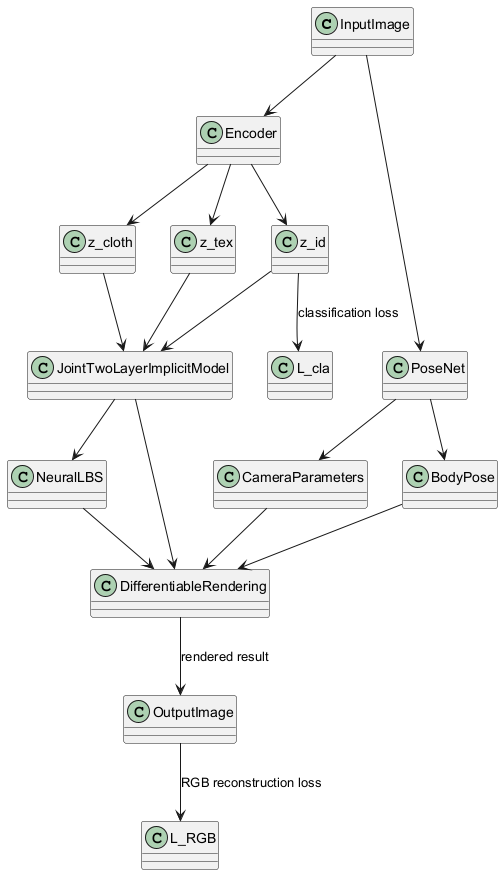 C InputImage
C Encoder
C z_cloth
C z_tex
C z_id
classification loss
C JointTwoLayerImplicitModel
C L_cla
C PoseNet
C NeuralLBS
C CameraParameters
C BodyPose
C DifferentiableRendering
rendered result
C OutputImage
RGB reconstruction loss
C L_RGB